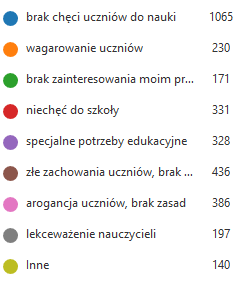 brak chęci uczniów do nauki 1065
wagarowanie uczniów 230
brak zainteresowania moim pr... 171
niechęć do szkoły 331
specjalne potrzeby edukacyjne 328
złe zachowania uczniów, brak ... 436
arogancja uczniów, brak zasad 386
lekceważenie nauczycieli 197
Inne 140